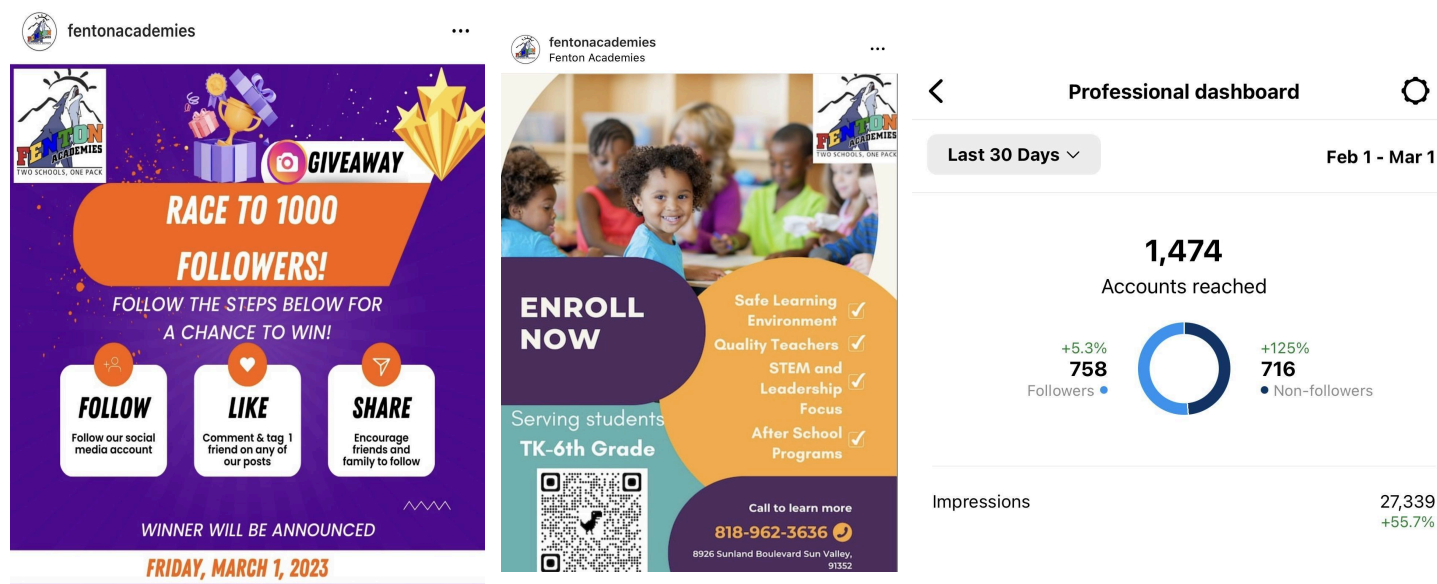 fentonacademies
FENTON
ACADEMIES
TWO SCHOOLS, ONE PACK
GIVEAWAY
RACE TO 1000
FOLLOWERS!
FOLLOW THE STEPS BELOW FOR
A CHANCE TO WIN!
FOLLOW
Follow our social
media account
LIKE
Comment & tag 1
friend on any of
our posts
SHARE
Encourage
friends and
family to follow
WINNER WILL BE ANNOUNCED
FRIDAY, MARCH 1, 2023
fentonacademies
Fenton Academies
FENTON
ACADEMIES
TWO SCHOOLS, ONE PACK
ENROLL
NOW
Safe Learning
Environment
Quality Teachers
STEM and
Leadership
Focus
After School
Programs
Serving students
TK-6th Grade
Call to learn more
818-962-3636
8926 Sunland Boulevard Sun Valley,
91352
Professional dashboard
Last 30 Days
Feb 1 - Mar 1
1,474
Accounts reached
+5.3%
758
Followers
+125%
716
Non-followers
Impressions
27,339
+55.7%